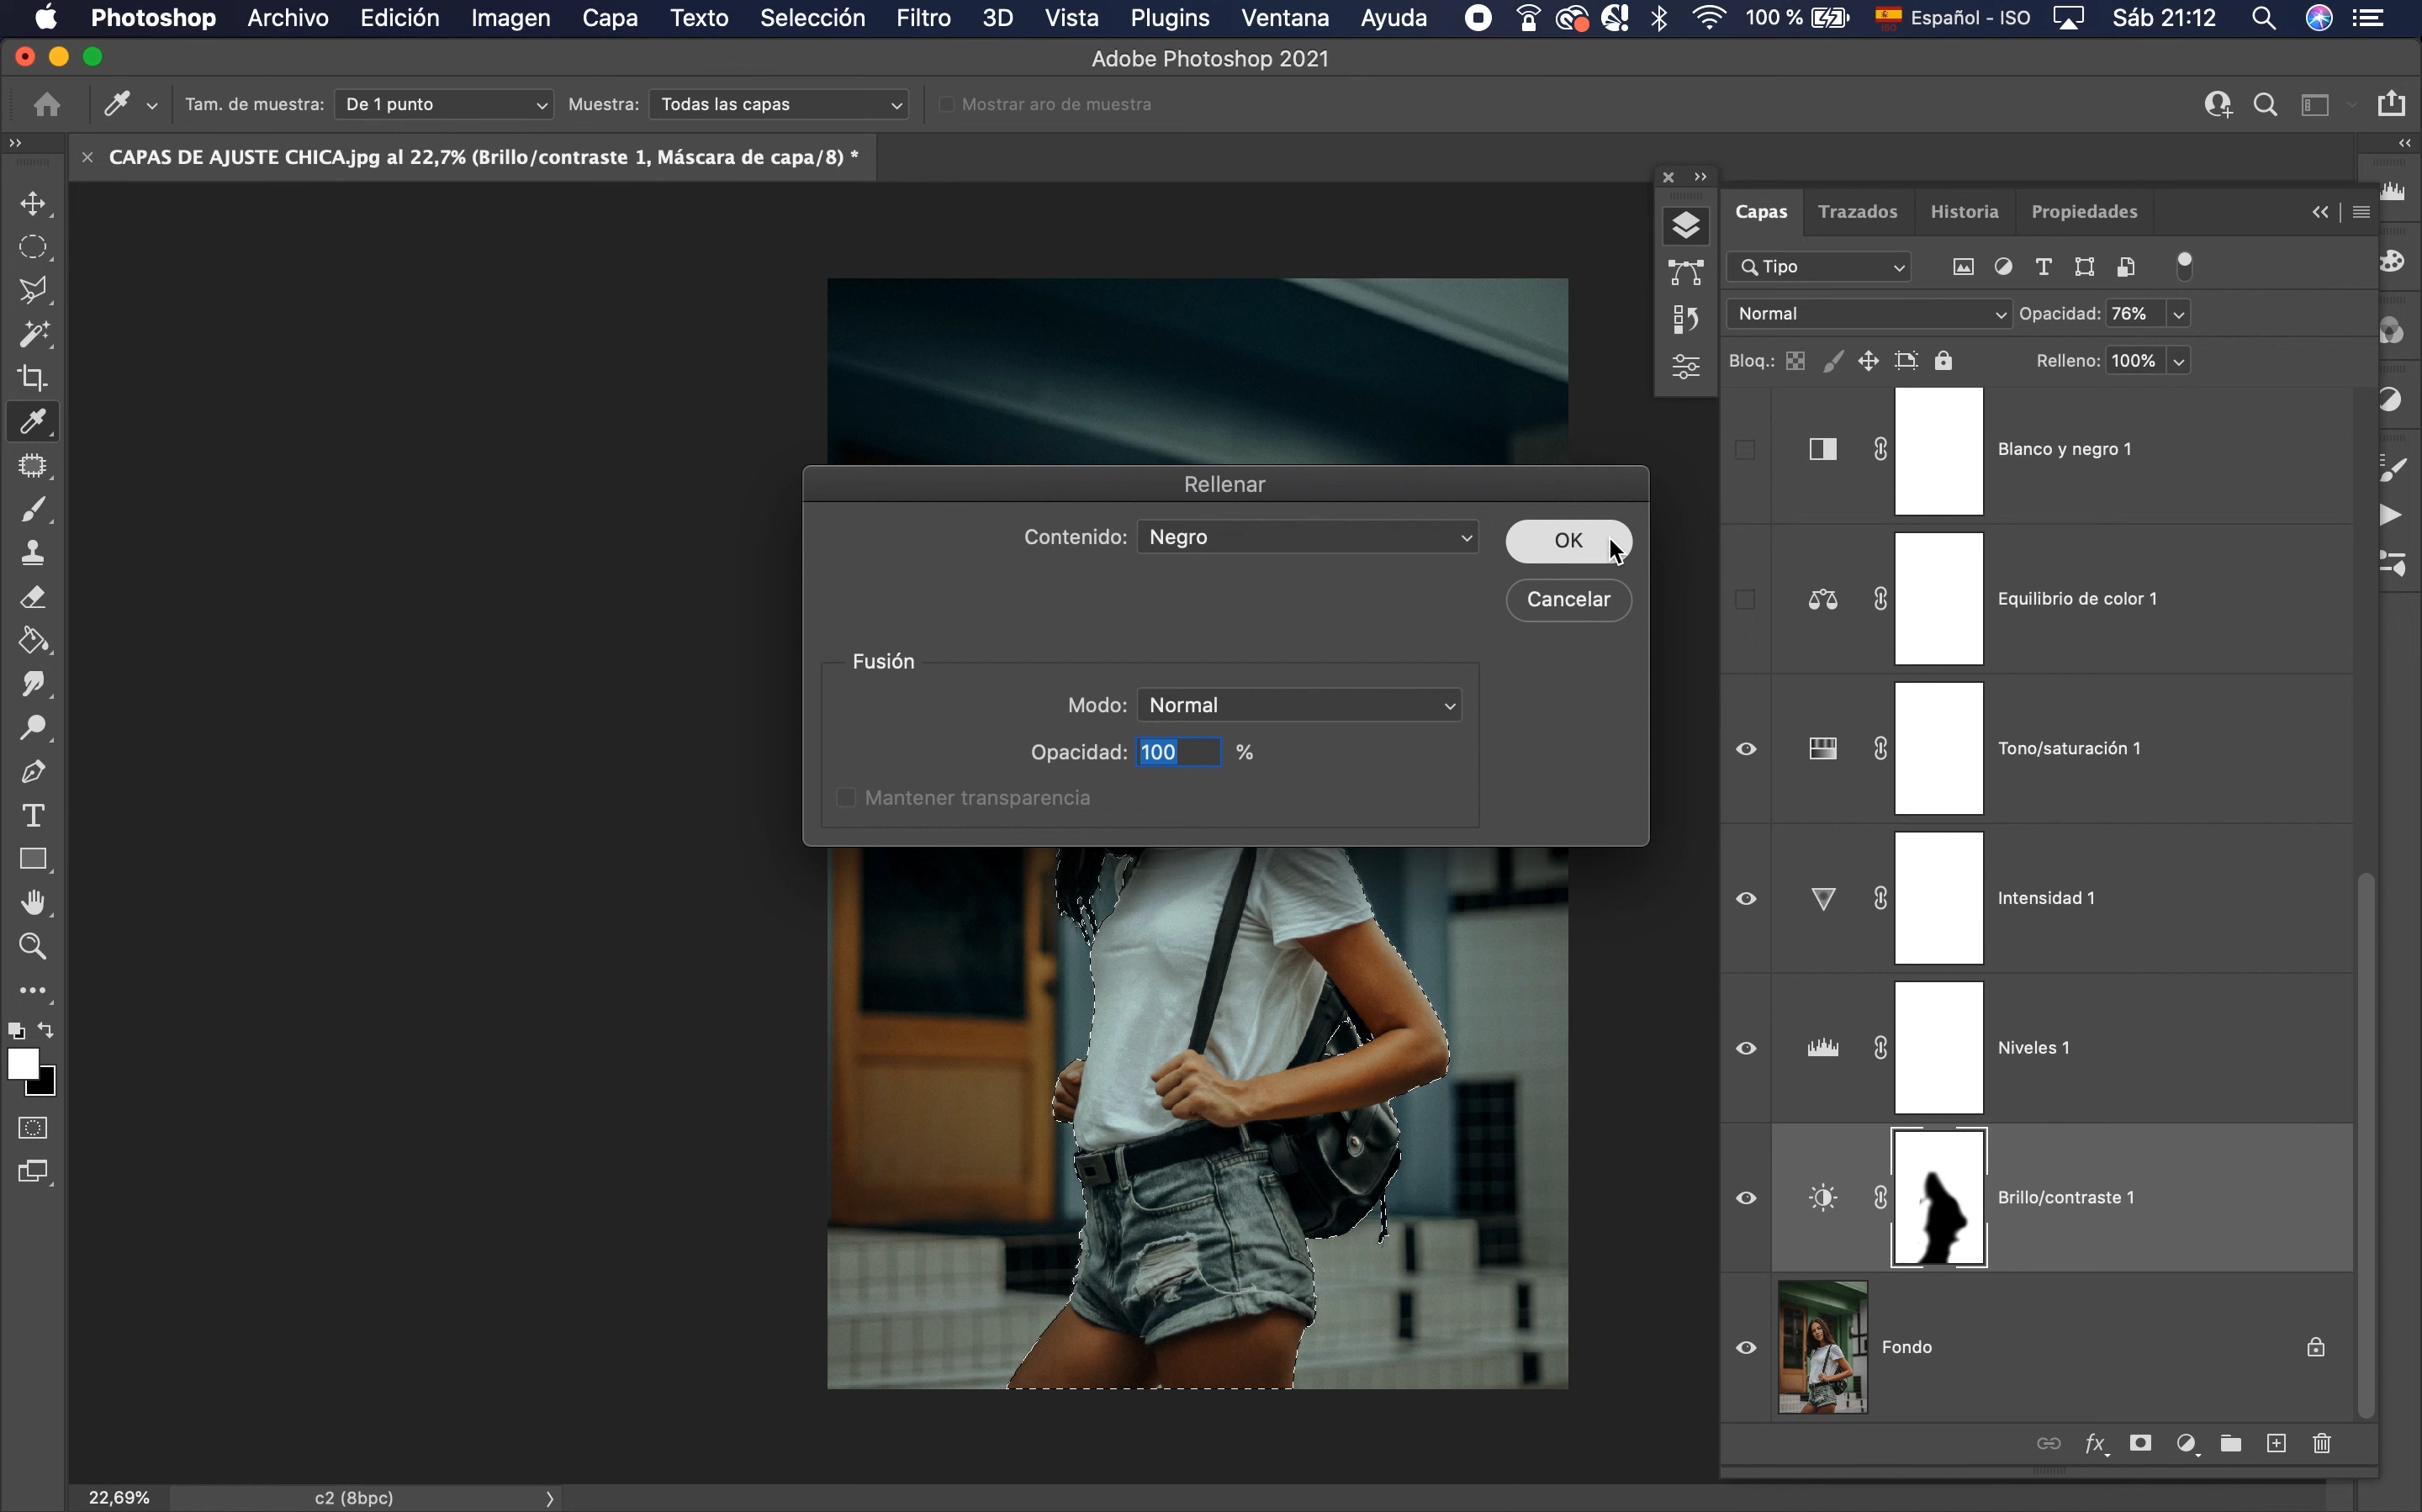 Photoshop Archivo Edición Imagen Capa Texto Selección Filtro 3D Vista Plugins Ventana Ayuda 100 % Español - ISO Sáb 21:12
Adobe Photoshop 2021
Tam. de muestra: De 1 punto Muestra: Todas las capas Mostrar aro de muestra
CAPAS DE AJUSTE CHICA.jpg al 22,7% (Brillo/contraste 1, Máscara de capa/8) *
Capas Trazados Historia Propiedades
Tipo
Normal Opacidad: 76%
Bloq.: Relleno: 100%
Blanco y negro 1
Equilibrio de color 1
Tono/saturación 1
Intensidad 1
Niveles 1
Brillo/contraste 1
Fondo
fx
Rellenar
Contenido: Negro
OK
Cancelar
Fusión
Modo: Normal
Opacidad: 100 %
Mantener transparencia
22,69% c2 (8bpc)